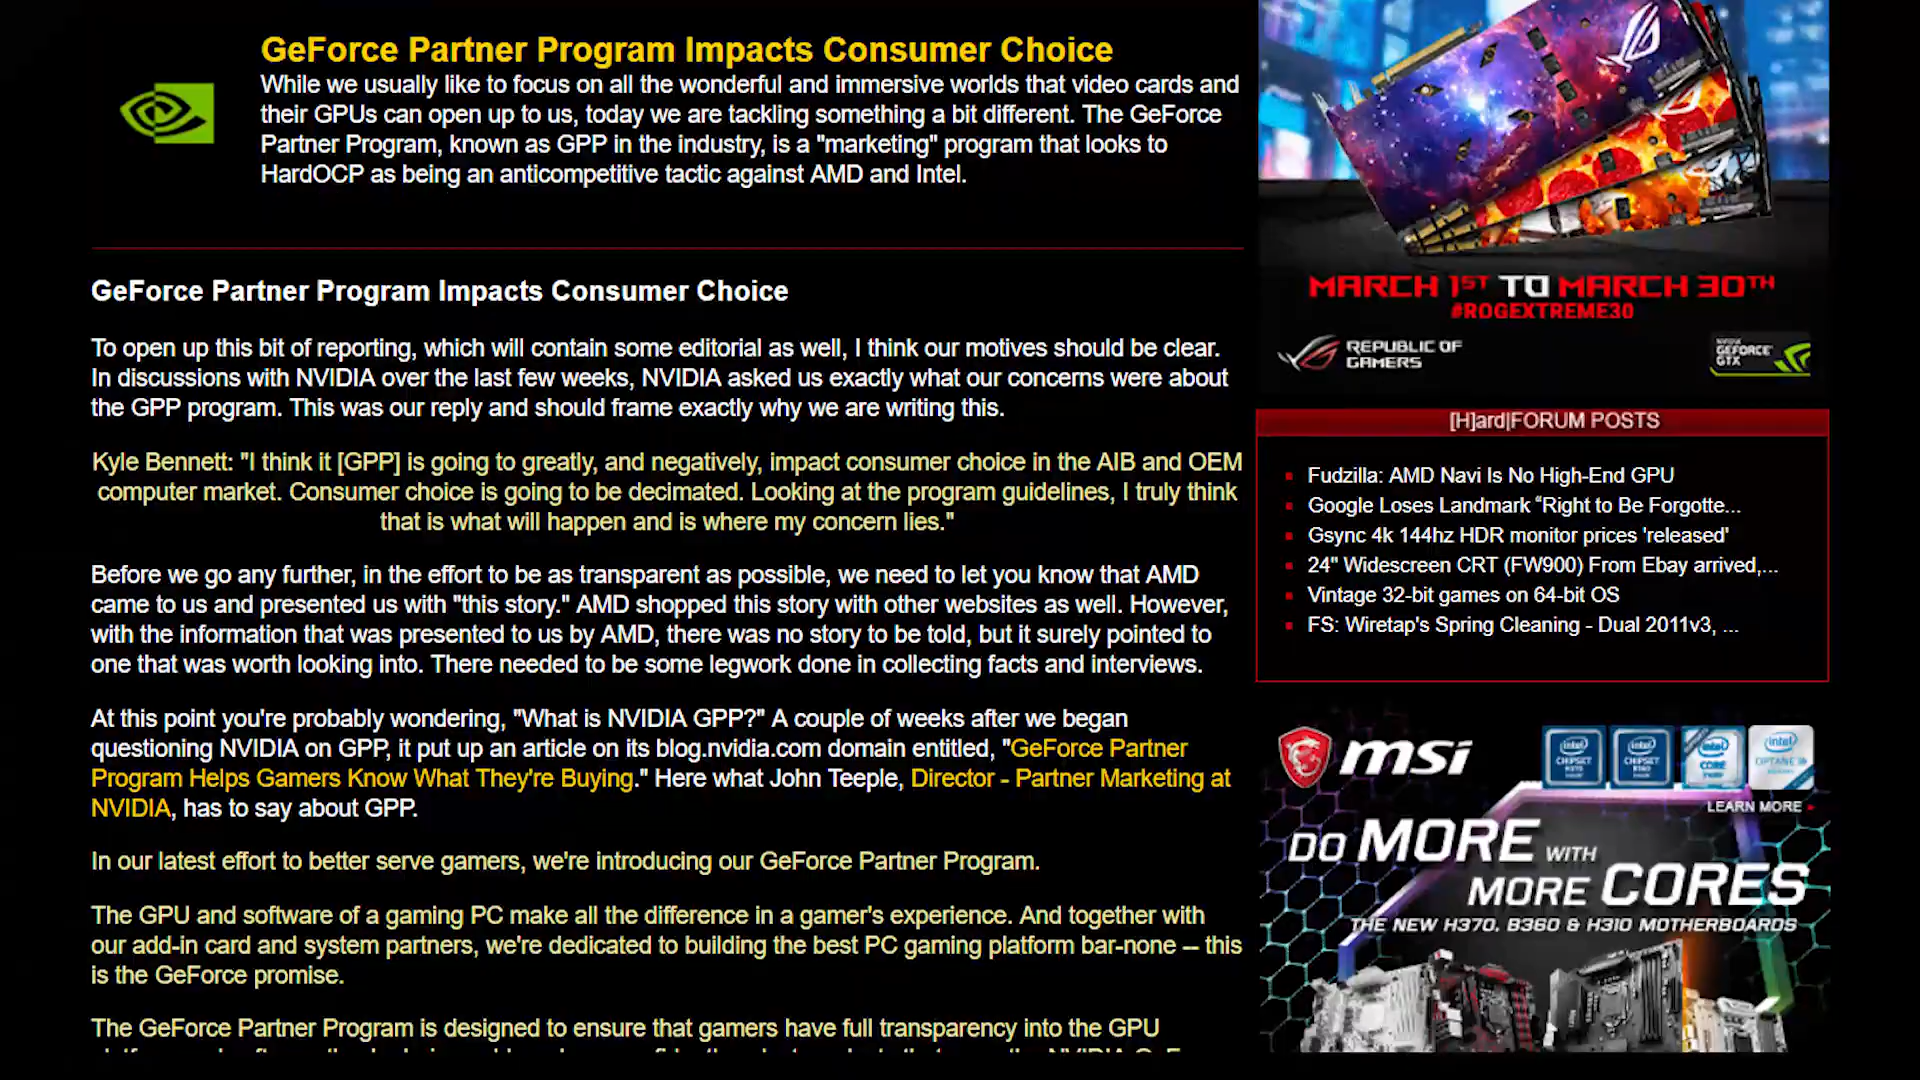 GeForce Partner Program Impacts Consumer Choice
While we usually like to focus on all the wonderful and immersive worlds that video cards and
their GPUs can open up to us, today we are tackling something a bit different. The GeForce
Partner Program, known as GPP in the industry, is a "marketing" program that looks to
HardOCP as being an anticompetitive tactic against AMD and Intel.
GeForce Partner Program Impacts Consumer Choice
To open up this bit of reporting, which will contain some editorial as well, I think our motives should be clear.
In discussions with NVIDIA over the last few weeks, NVIDIA asked us exactly what our concerns were about
the GPP program. This was our reply and should frame exactly why we are writing this.
Kyle Bennett: "I think it [GPP] is going to greatly, and negatively, impact consumer choice in the AIB and OEM
computer market. Consumer choice is going to be decimated. Looking at the program guidelines, I truly think
that is what will happen and is where my concern lies."
Before we go any further, in the effort to be as transparent as possible, we need to let you know that AMD
came to us and presented us with "this story." AMD shopped this story with other websites as well. However,
with the information that was presented to us by AMD, there was no story to be told, but it surely pointed to
one that was worth looking into. There needed to be some legwork done in collecting facts and interviews.
At this point you're probably wondering, "What is NVIDIA GPP?" A couple of weeks after we began
questioning NVIDIA on GPP, it put up an article on its blog.nvidia.com domain entitled, "GeForce Partner
Program Helps Gamers Know What They're Buying." Here what John Teeple, Director - Partner Marketing at
NVIDIA, has to say about GPP.
In our latest effort to better serve gamers, we're introducing our GeForce Partner Program.
The GPU and software of a gaming PC make all the difference in a gamer's experience. And together with
our add-in card and system partners, we're dedicated to building the best PC gaming platform bar-none -- this
is the GeForce promise.
The GeForce Partner Program is designed to ensure that gamers have full transparency into the GPU
MARCH 1ST TO MARCH 30TH
#ROGEXTREME30
REPUBLIC OF
GAMERS
GEFORCE
GTX
[H]ard|FORUM POSTS
Fudzilla: AMD Navi Is No High-End GPU
Google Loses Landmark “Right to Be Forgotte...
Gsync 4k 144hz HDR monitor prices 'released'
24" Widescreen CRT (FW900) From Ebay arrived,...
Vintage 32-bit games on 64-bit OS
FS: Wiretap's Spring Cleaning - Dual 2011v3, ...
msi
intel CHIPSET
intel CHIPSET
intel CORE
intel OPTANE
LEARN MORE
DO MORE WITH
MORE CORES
THE NEW H370, B360 & H310 MOTHERBOARDS